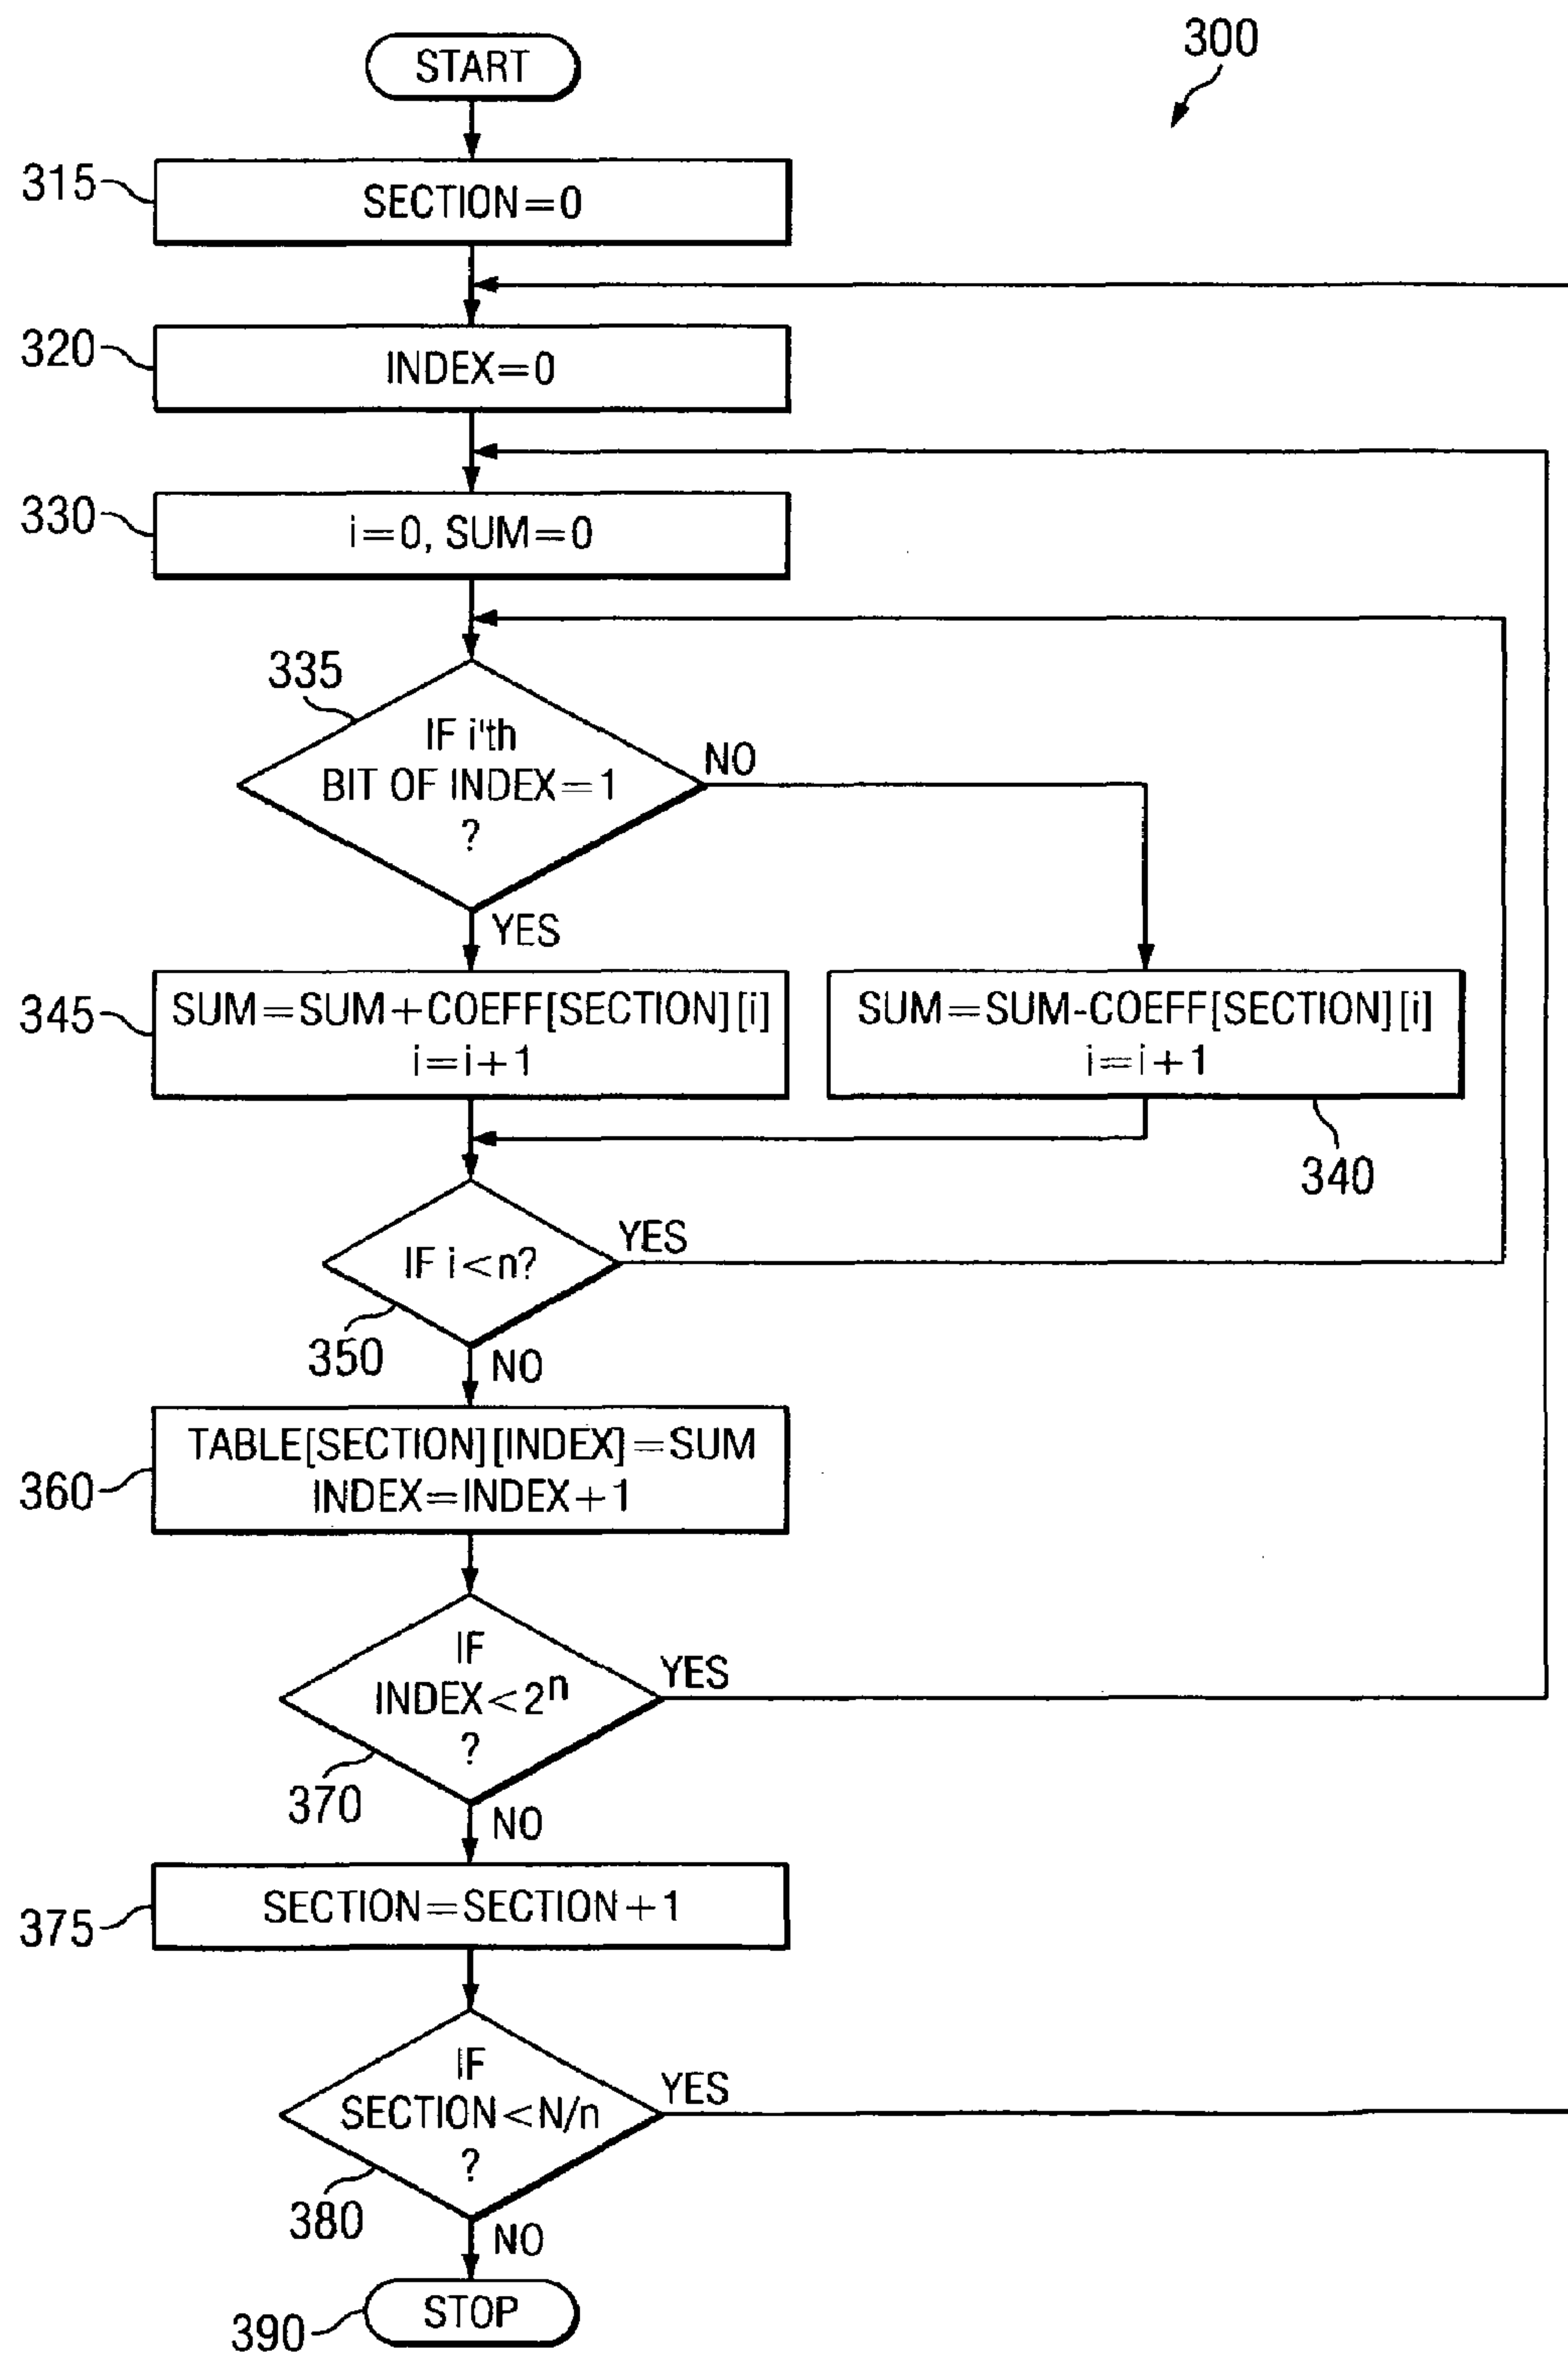 300
START
315
SECTION=0
320
INDEX=0
330
i=0, SUM=0
335
IF i'th
BIT OF INDEX=1
?
NO
YES
345
SUM=SUM+COEFF[SECTION][i]
i=i+1
SUM=SUM-COEFF[SECTION][i]
i=i+1
340
IF i<n?
YES
350
NO
360
TABLE[SECTION][INDEX]=SUM
INDEX=INDEX+1
IF
INDEX<2ⁿ
?
YES
370
NO
375
SECTION=SECTION+1
IF
SECTION<N/n
?
YES
380
NO
390
STOP